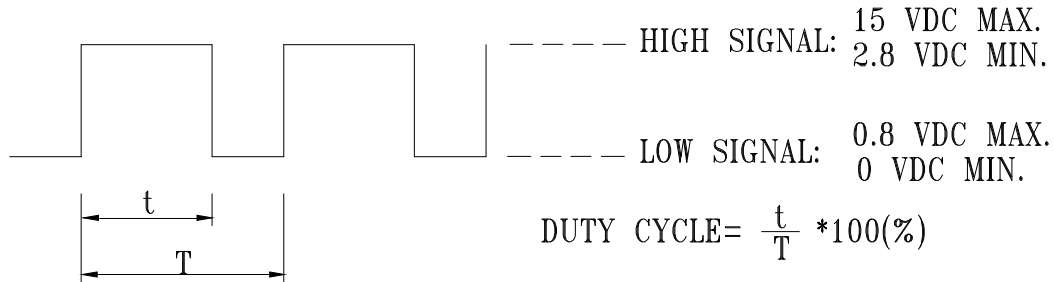 HIGH SIGNAL: 15 VDC MAX.
2.8 VDC MIN.
LOW SIGNAL: 0.8 VDC MAX.
0 VDC MIN.
t
T
DUTY CYCLE= t/T *100(%)